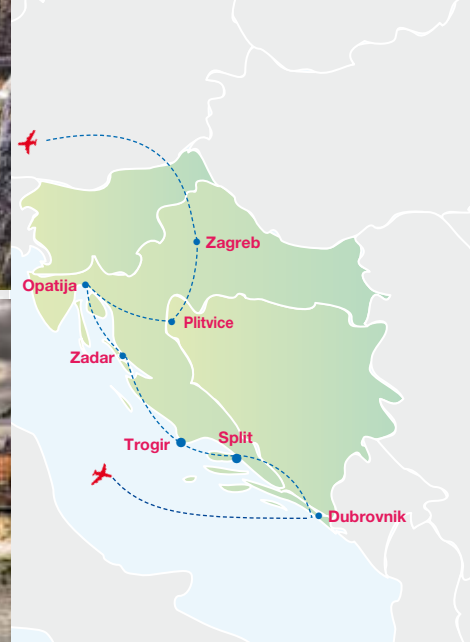 Zagreb
Opatija
Plitvice
Zadar
Split
Trogir
Dubrovnik